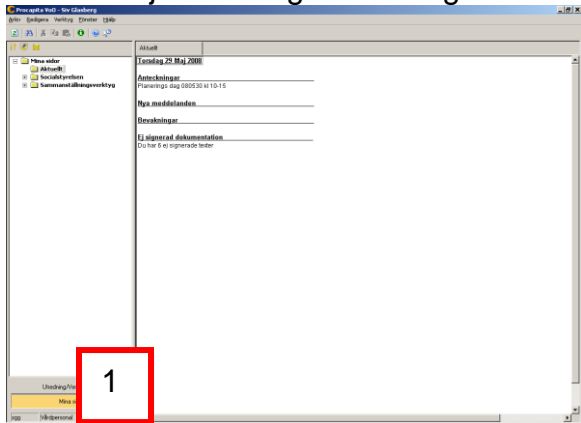 Procapita VoO - Siv Glasberg
Arkiv Redigera Verktyg Fönster Hjälp
Aktuellt
Mina sidor
Aktuellt
Socialstyrelsen
Sammanställningsverktyg
Torsdag 29 Maj 2008
Anteckningar
Planerings dag 080530 kl 10-15
Nya meddelanden
Bevakningar
Ej signerad dokumentation
Du har 6 ej signerade texter
1
Mina
Vårdpersonal